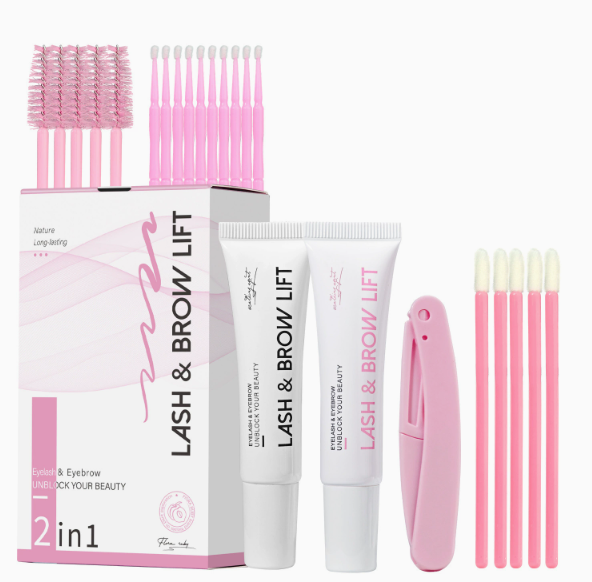 Nature
Long-lasting
LASH & BROW LIFT
Eyelash & Eyebrow
UNBLOCK YOUR BEAUTY
2in1
LASH & BROW LIFT
EYELASH & EYEBROW
UNBLOCK YOUR BEAUTY
LASH & BROW LIFT
EYELASH & EYEBROW
UNBLOCK YOUR BEAUTY